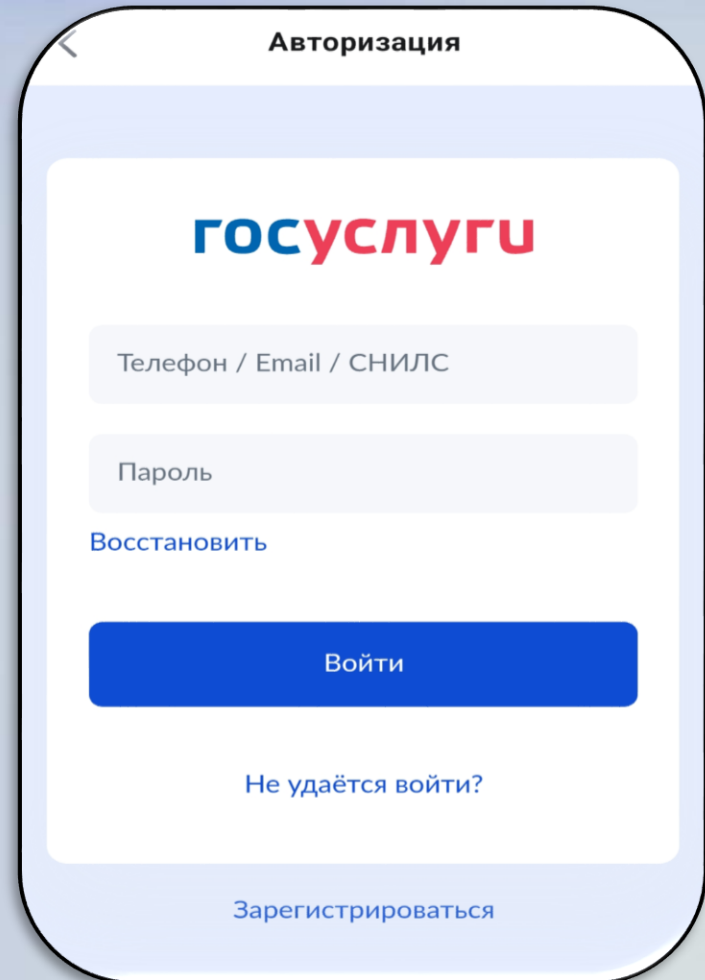 Авторизация
госуслуги
Телефон / Email / СНИЛС
Пароль
Восстановить
Войти
Не удаётся войти?
Зарегистрироваться